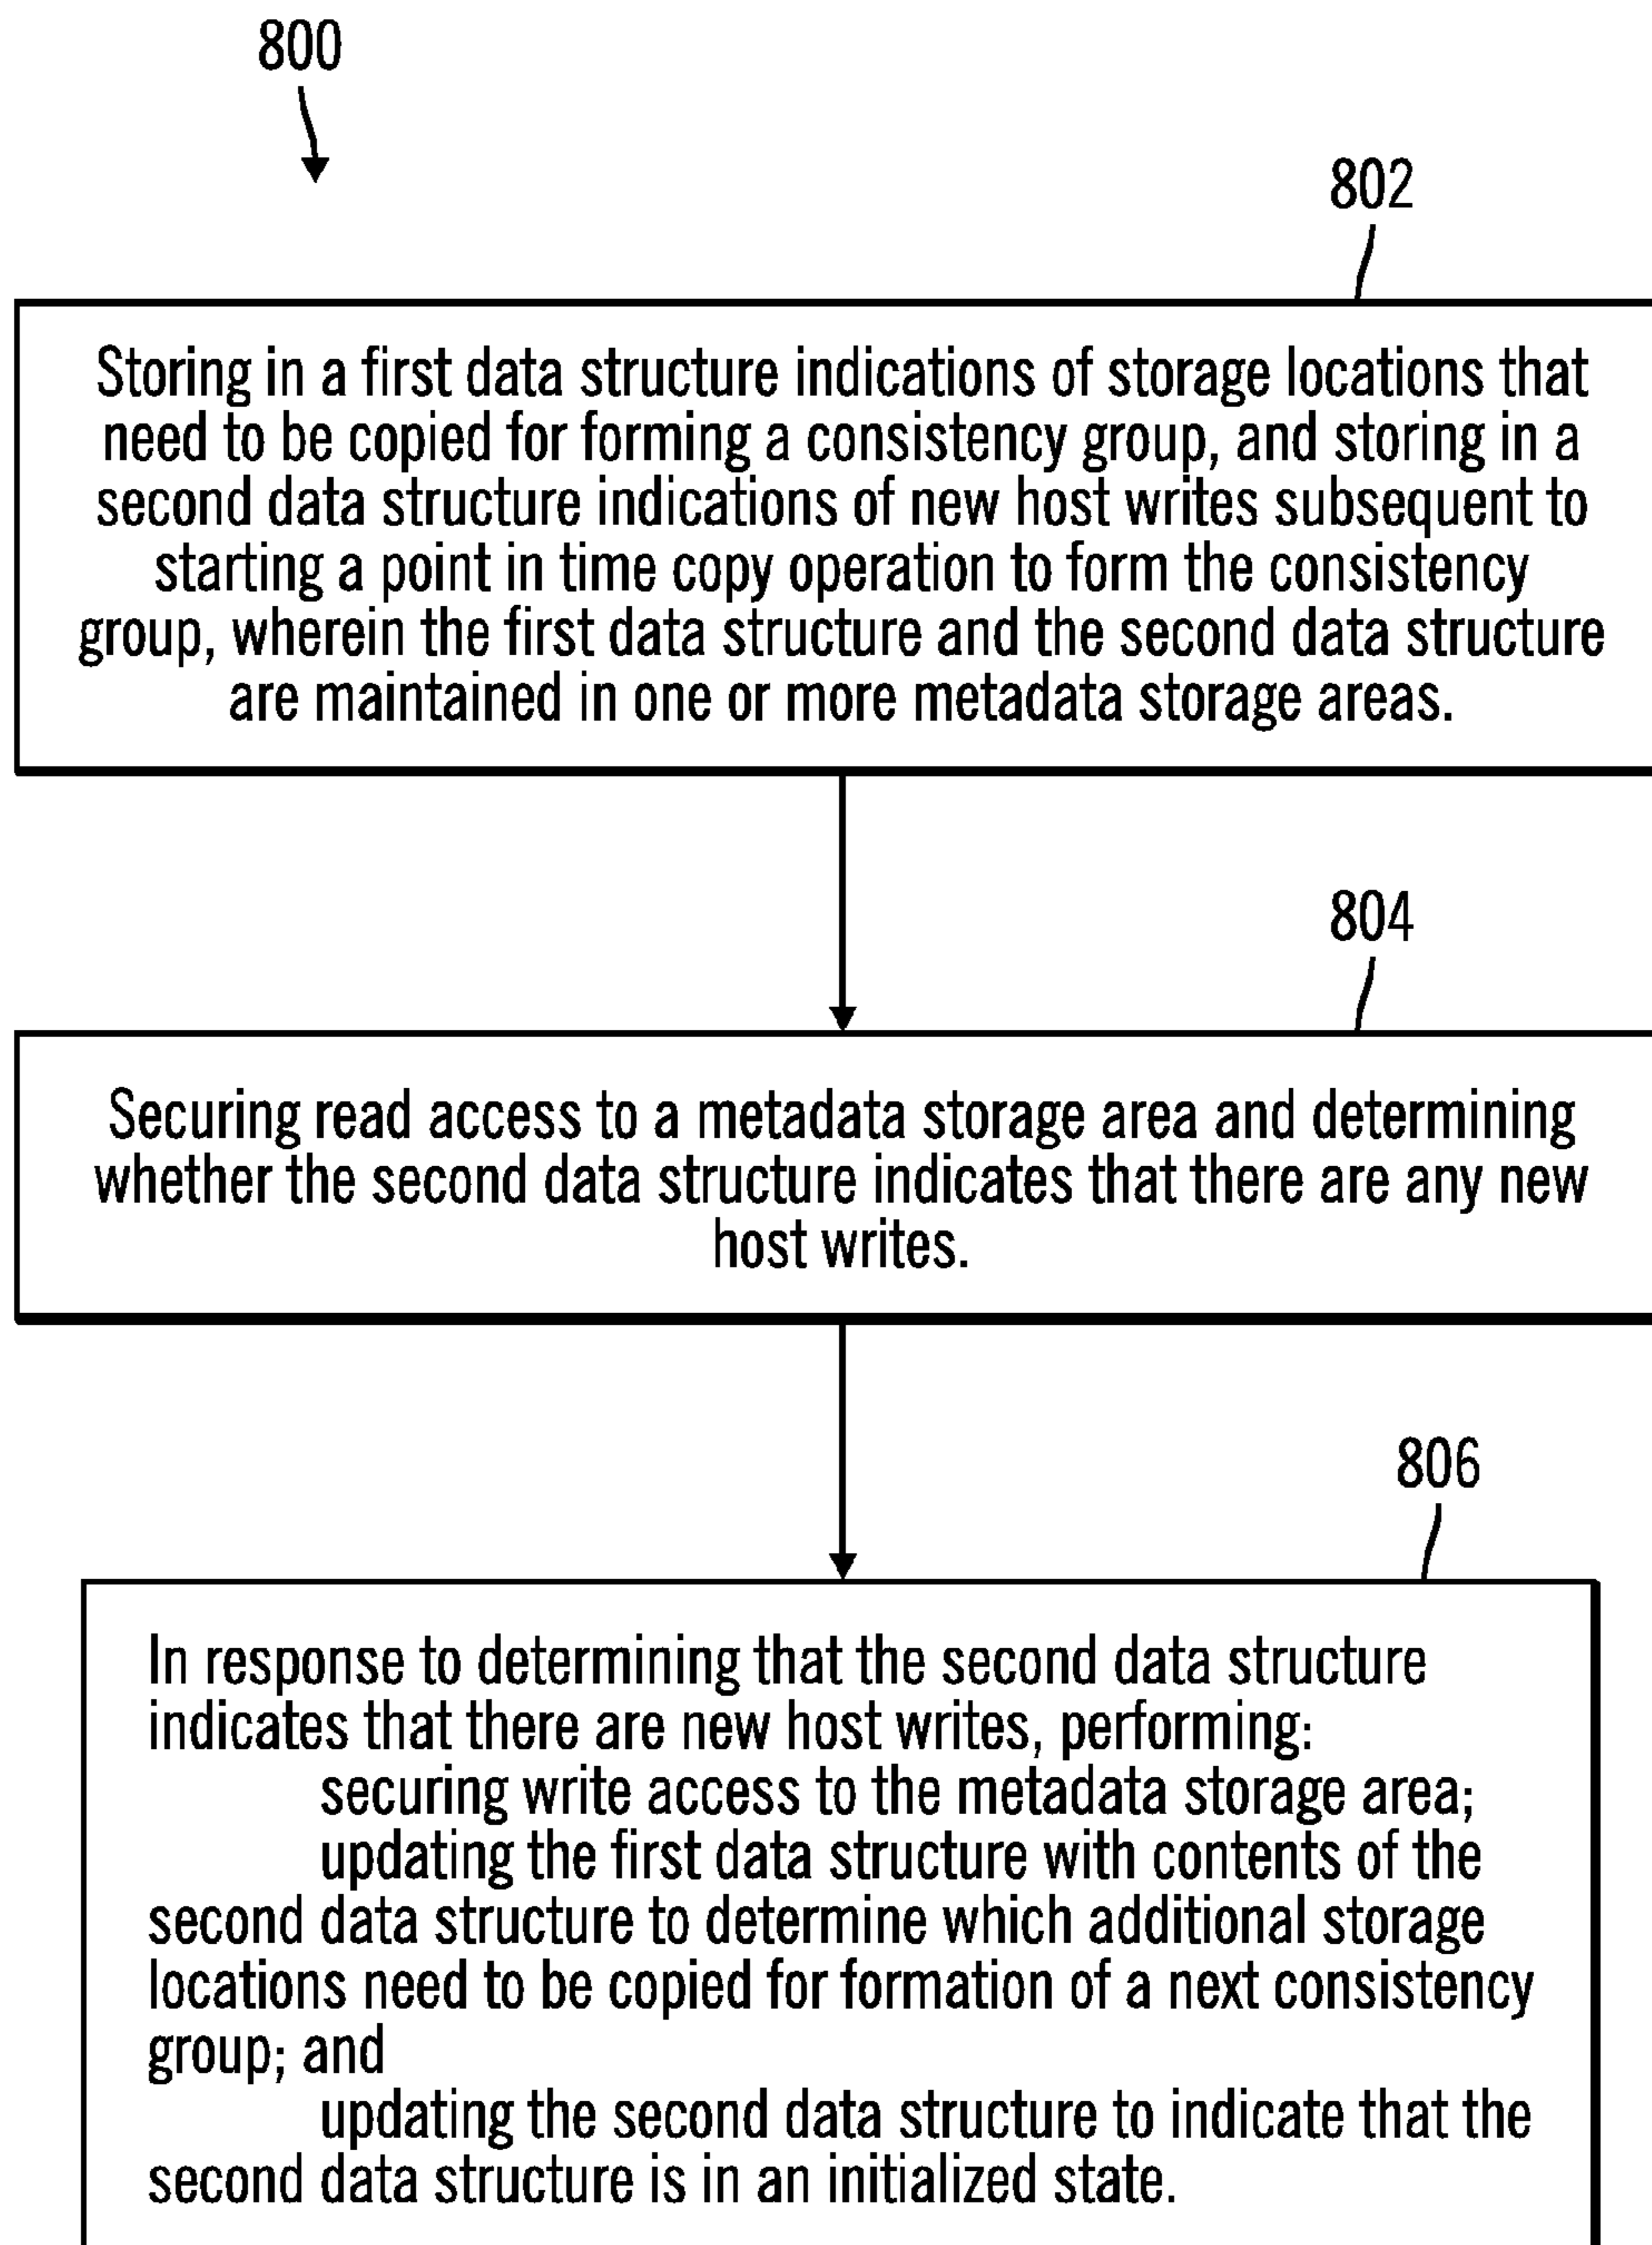 800
802
Storing in a first data structure indications of storage locations that
need to be copied for forming a consistency group, and storing in a
second data structure indications of new host writes subsequent to
starting a point in time copy operation to form the consistency
group, wherein the first data structure and the second data structure
are maintained in one or more metadata storage areas.
804
Securing read access to a metadata storage area and determining
whether the second data structure indicates that there are any new
host writes.
806
In response to determining that the second data structure
indicates that there are new host writes, performing:
securing write access to the metadata storage area;
updating the first data structure with contents of the
second data structure to determine which additional storage
locations need to be copied for formation of a next consistency
group; and
updating the second data structure to indicate that the
second data structure is in an initialized state.